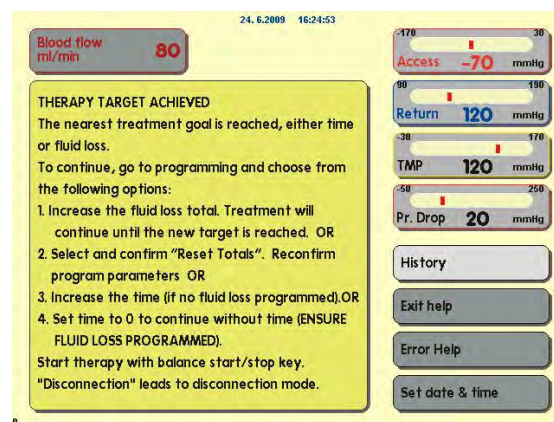 24. 6.2009 16:24:53
Blood flow
ml/min 80
THERAPY TARGET ACHIEVED
The nearest treatment goal is reached, either time
or fluid loss.
To continue, go to programming and choose from
the following options:
1. Increase the fluid loss total. Treatment will
continue until the new target is reached. OR
2. Select and confirm "Reset Totals". Reconfirm
program parameters OR
3. Increase the time (if no fluid loss programmed).OR
4. Set time to 0 to continue without time (ENSURE
FLUID LOSS PROGRAMMED).
Start therapy with balance start/stop key.
"Disconnection" leads to disconnection mode.
-170 30
Access -70 mmHg
90 190
Return 120 mmHg
-30 170
TMP 120 mmHg
-50 250
Pr. Drop 20 mmHg
History
Exit help
Error Help
Set date & time